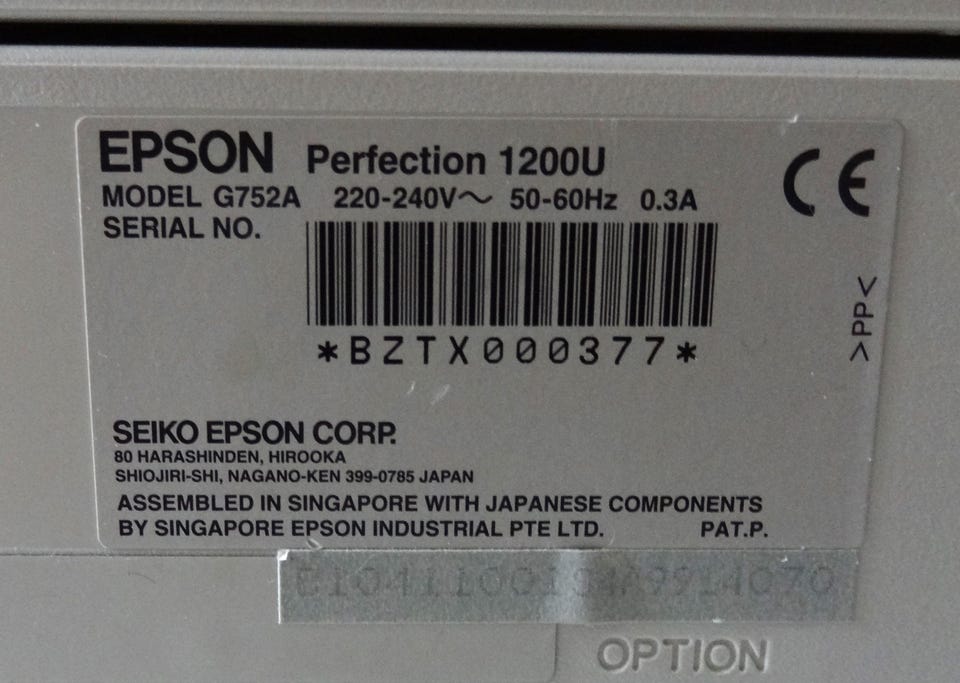 EPSON Perfection 1200U
MODEL G752A 220-240V~ 50-60Hz 0.3A
SERIAL NO.
*BZTX000377*
CE
>PP<
SEIKO EPSON CORP.
80 HARASHINDEN, HIROOKA
SHIOJIRI-SHI, NAGANO-KEN 399-0785 JAPAN
ASSEMBLED IN SINGAPORE WITH JAPANESE COMPONENTS
BY SINGAPORE EPSON INDUSTRIAL PTE LTD. PAT.P.
OPTION